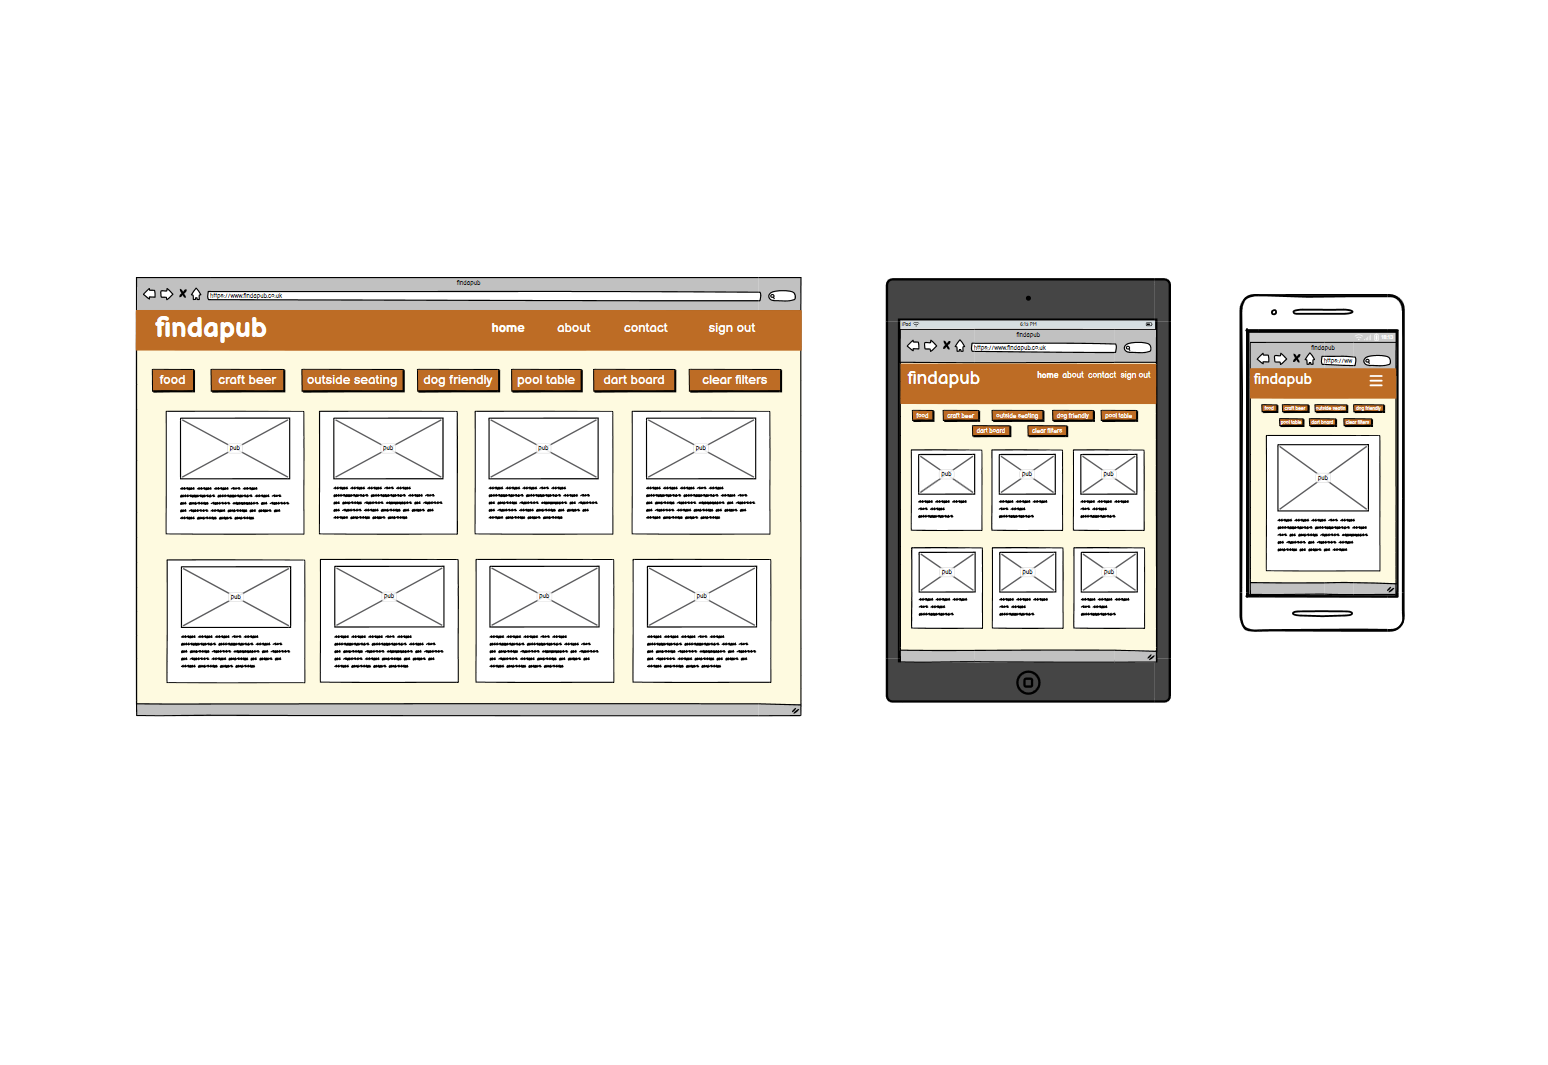 findapub
https://www.findapub.co.uk
findapub home about contact sign out
food craft beer outside seating dog friendly pool table dart board clear filters
pub pub pub pub
pub pub pub pub
iPad 6:15 PM
findapub
https://www.findapub.co.uk
findapub home about contact sign out
food craft beer outside seating dog friendly pool table
dart board clear filters
pub pub pub
pub pub pub
findapub
https://ww
findapub
food craft beer outside seatin dog friendly
pool table dart board clear filters
pub